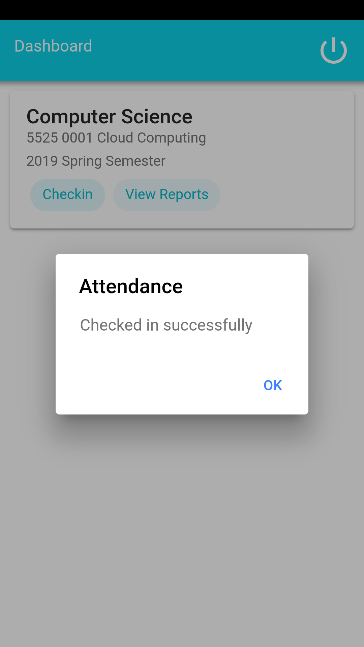 Dashboard
Computer Science
5525 0001 Cloud Computing
2019 Spring Semester
Checkin View Reports
Attendance
Checked in successfully
OK